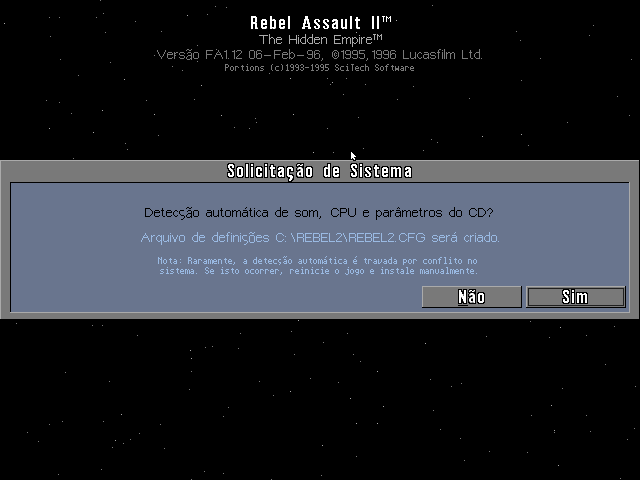 Rebel Assault II™
The Hidden Empire™
Versão FA1.12 06-Feb-96, ©1995,1996 Lucasfilm Ltd.
Portions (c)1993-1995 SciTech Software
Solicitação de Sistema
Detecção automática de som, CPU e parâmetros do CD?
Arquivo de definições C:\REBEL2\REBEL2.CFG será criado.
Nota: Raramente, a detecção automática é travada por conflito no
sistema. Se isto ocorrer, reinicie o jogo e instale manualmente.
Não Sim